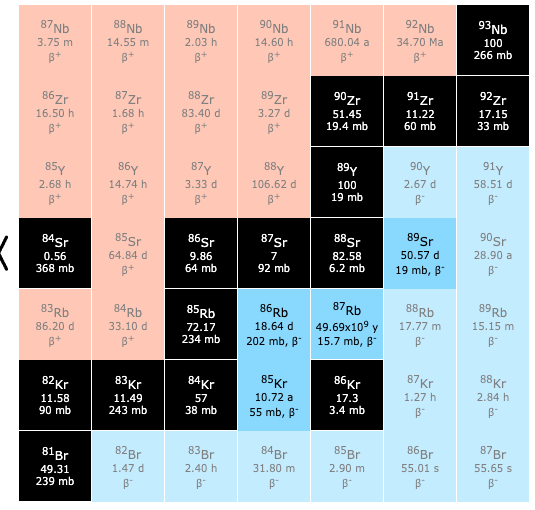 ⁸⁷Nb ⁸⁸Nb ⁸⁹Nb ⁹⁰Nb ⁹¹Nb ⁹²Nb ⁹³Nb
3.75 m 14.55 m 2.03 h 14.60 h 680.04 a 34.70 Ma 100
β⁺ β⁺ β⁺ β⁺ β⁺ β⁺ 266 mb
⁸⁶Zr ⁸⁷Zr ⁸⁸Zr ⁸⁹Zr ⁹⁰Zr ⁹¹Zr ⁹²Zr
16.50 h 1.68 h 83.40 d 3.27 d 51.45 11.22 17.15
β⁺ β⁺ β⁺ β⁺ 19.4 mb 60 mb 33 mb
⁸⁵Y ⁸⁶Y ⁸⁷Y ⁸⁸Y ⁸⁹Y ⁹⁰Y ⁹¹Y
2.68 h 14.74 h 3.33 d 106.62 d 100 2.67 d 58.51 d
β⁺ β⁺ β⁺ β⁺ 19 mb β⁻ β⁻
⁸⁴Sr ⁸⁵Sr ⁸⁶Sr ⁸⁷Sr ⁸⁸Sr ⁸⁹Sr ⁹⁰Sr
0.56 64.84 d 9.86 7 82.58 50.57 d 28.90 a
368 mb β⁺ 64 mb 92 mb 6.2 mb 19 mb, β⁻ β⁻
⁸³Rb ⁸⁴Rb ⁸⁵Rb ⁸⁶Rb ⁸⁷Rb ⁸⁸Rb ⁸⁹Rb
86.20 d 33.10 d 72.17 18.64 d 49.69x10⁹ y 17.77 m 15.15 m
β⁺ β⁺ 234 mb 202 mb, β⁻ 15.7 mb, β⁻ β⁻ β⁻
⁸²Kr ⁸³Kr ⁸⁴Kr ⁸⁵Kr ⁸⁶Kr ⁸⁷Kr ⁸⁸Kr
11.58 11.49 57 10.72 a 17.3 1.27 h 2.84 h
90 mb 243 mb 38 mb 55 mb, β⁻ 3.4 mb β⁻ β⁻
⁸¹Br ⁸²Br ⁸³Br ⁸⁴Br ⁸⁵Br ⁸⁶Br ⁸⁷Br
49.31 1.47 d 2.40 h 31.80 m 2.90 m 55.01 s 55.65 s
239 mb β⁻ β⁻ β⁻ β⁻ β⁻ β⁻